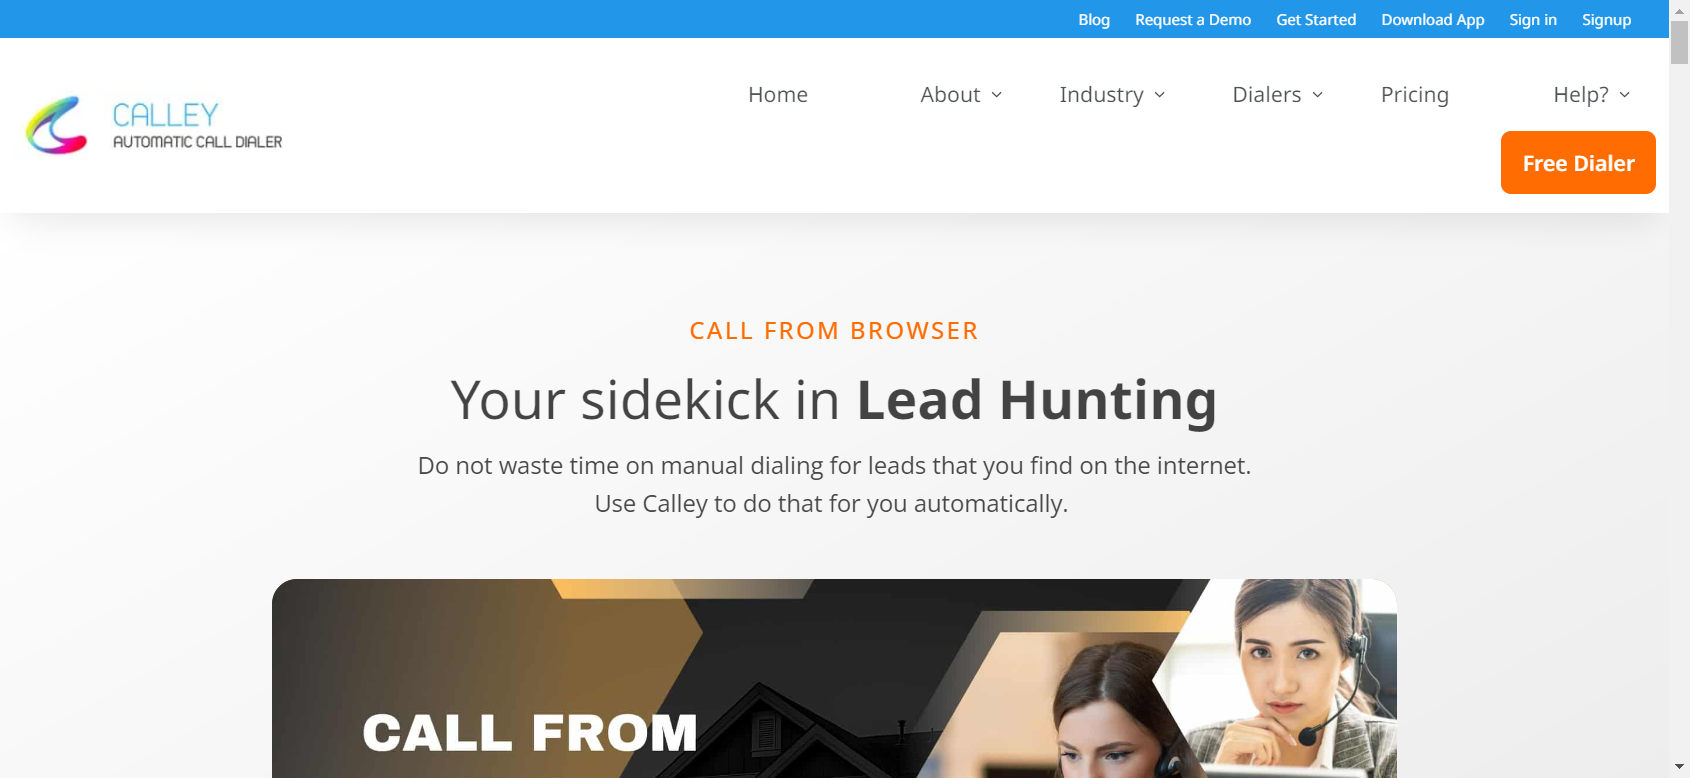 Blog Request a Demo Get Started Download App Sign in Signup
CALLEY
AUTOMATIC CALL DIALER
Home About Industry Dialers Pricing Help?
Free Dialer
CALL FROM BROWSER
Your sidekick in Lead Hunting
Do not waste time on manual dialing for leads that you find on the internet.
Use Calley to do that for you automatically.
CALL FROM